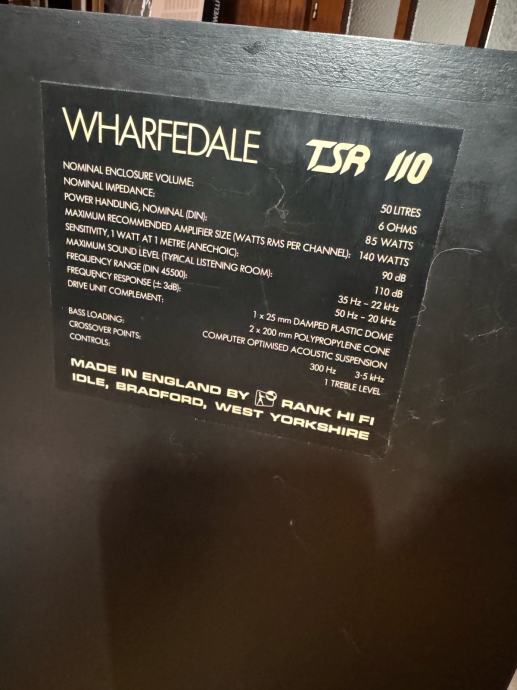 WHARFEDALE TSR 110
NOMINAL ENCLOSURE VOLUME: 50 LITRES
NOMINAL IMPEDANCE: 6 OHMS
POWER HANDLING, NOMINAL (DIN): 85 WATTS
MAXIMUM RECOMMENDED AMPLIFIER SIZE (WATTS RMS PER CHANNEL): 140 WATTS
SENSITIVITY, 1 WATT AT 1 METRE (ANECHOIC): 90 dB
MAXIMUM SOUND LEVEL (TYPICAL LISTENING ROOM): 110 dB
FREQUENCY RANGE (DIN 45500): 35 Hz – 22 kHz
FREQUENCY RESPONSE (± 3dB): 50 Hz – 20 kHz
DRIVE UNIT COMPLEMENT: 1 x 25 mm DAMPED PLASTIC DOME
2 x 200 mm POLYPROPYLENE CONE
BASS LOADING: COMPUTER OPTIMISED ACOUSTIC SUSPENSION
CROSSOVER POINTS: 300 Hz 3·5 kHz
CONTROLS: 1 TREBLE LEVEL
MADE IN ENGLAND BY RANK HI FI
IDLE, BRADFORD, WEST YORKSHIRE